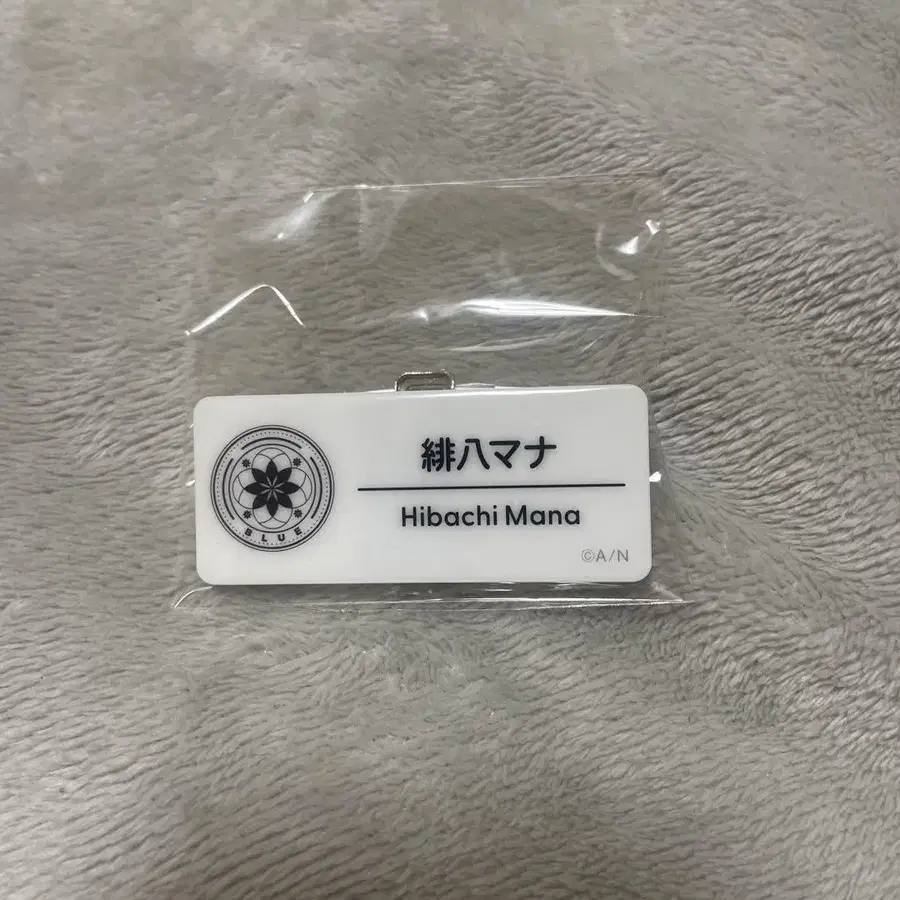 緋八マナ
Hibachi Mana
BLUE
©A/N